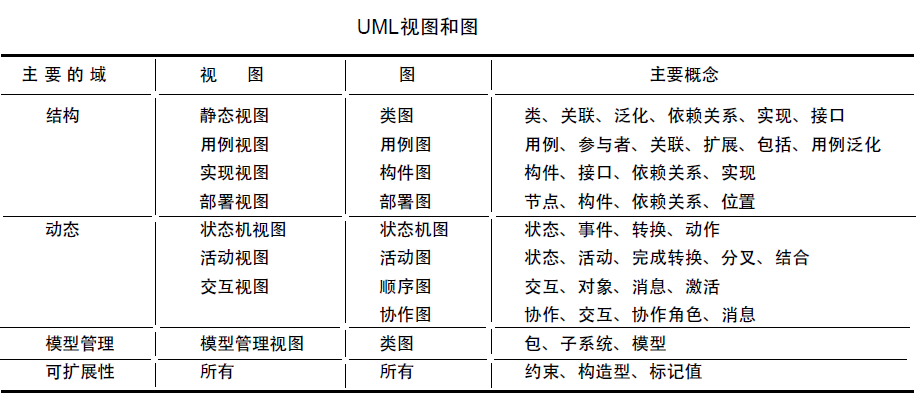 UML视图和图
主要的域 视 图 图 主要概念
结构 静态视图 类图 类、关联、泛化、依赖关系、实现、接口
用例视图 用例图 用例、参与者、关联、扩展、包括、用例泛化
实现视图 构件图 构件、接口、依赖关系、实现
部署视图 部署图 节点、构件、依赖关系、位置
动态 状态机视图 状态机图 状态、事件、转换、动作
活动视图 活动图 状态、活动、完成转换、分叉、结合
交互视图 顺序图 交互、对象、消息、激活
协作图 协作、交互、协作角色、消息
模型管理 模型管理视图 类图 包、子系统、模型
可扩展性 所有 所有 约束、构造型、标记值